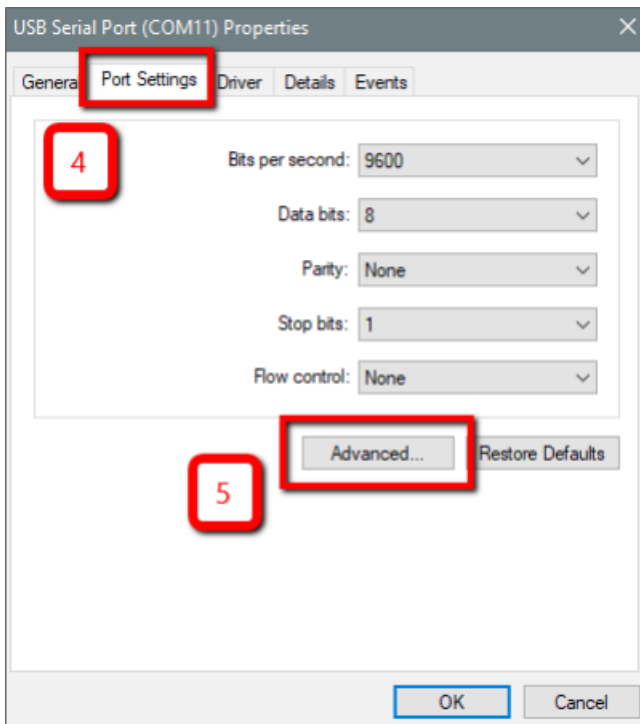 USB Serial Port (COM11) Properties
General Port Settings Driver Details Events
4
Bits per second: 9600
Data bits: 8
Parity: None
Stop bits: 1
Flow control: None
Advanced... Restore Defaults
5
OK Cancel